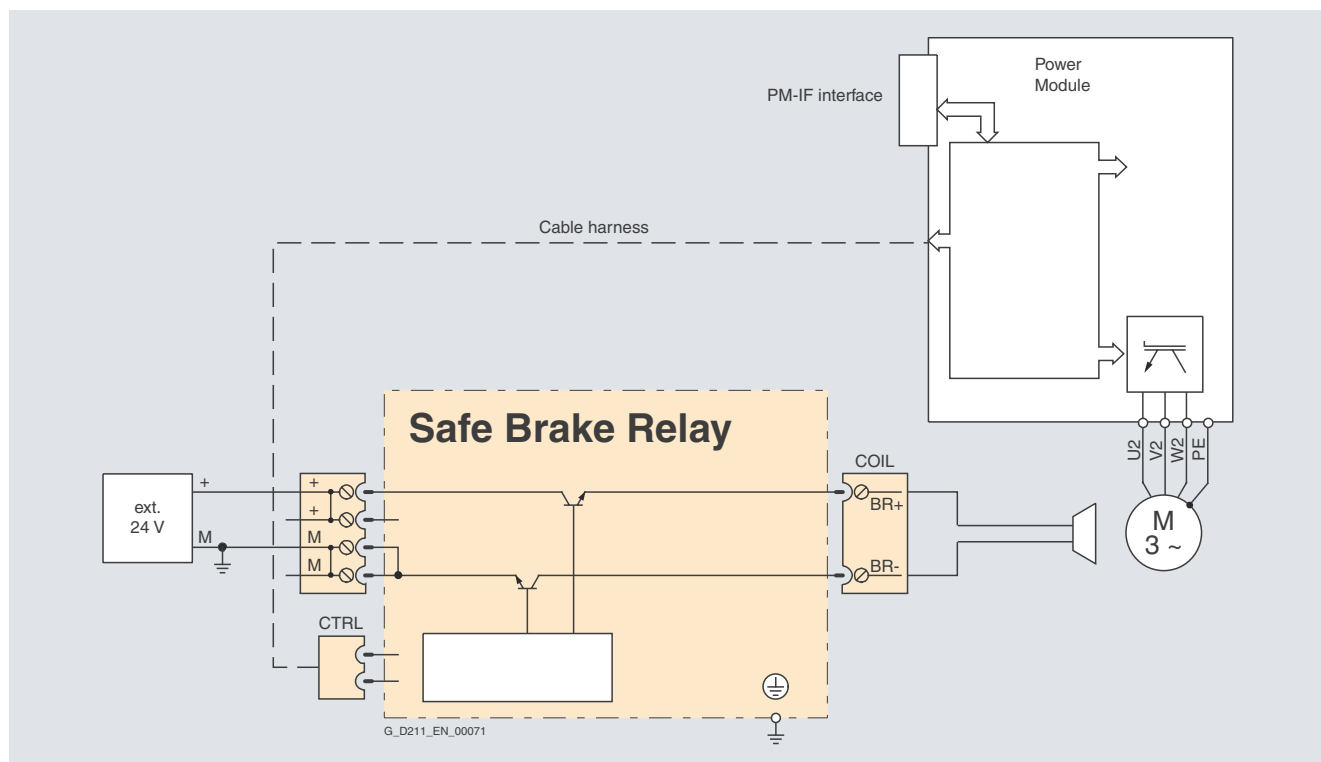 Power
Module
PM-IF interface
Cable harness
Safe Brake Relay
COIL
U2
V2
W2
PE
ext.
24 V
+
M
+
+
M
M
BR+
BR-
M
3 ~
CTRL
G_D211_EN_00071